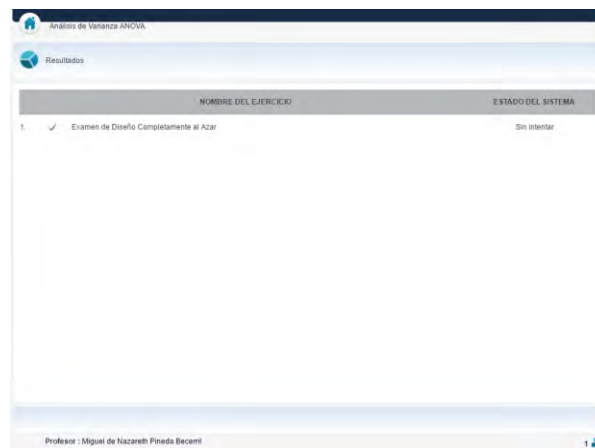 Análisis de Varianza ANOVA
Resultados
NOMBRE DEL EJERCICIO ESTADO DEL SISTEMA
1. Examen de Diseño Completamente al Azar Sin intentar
Profesor : Miguel de Nazareth Pineda Becerril
1